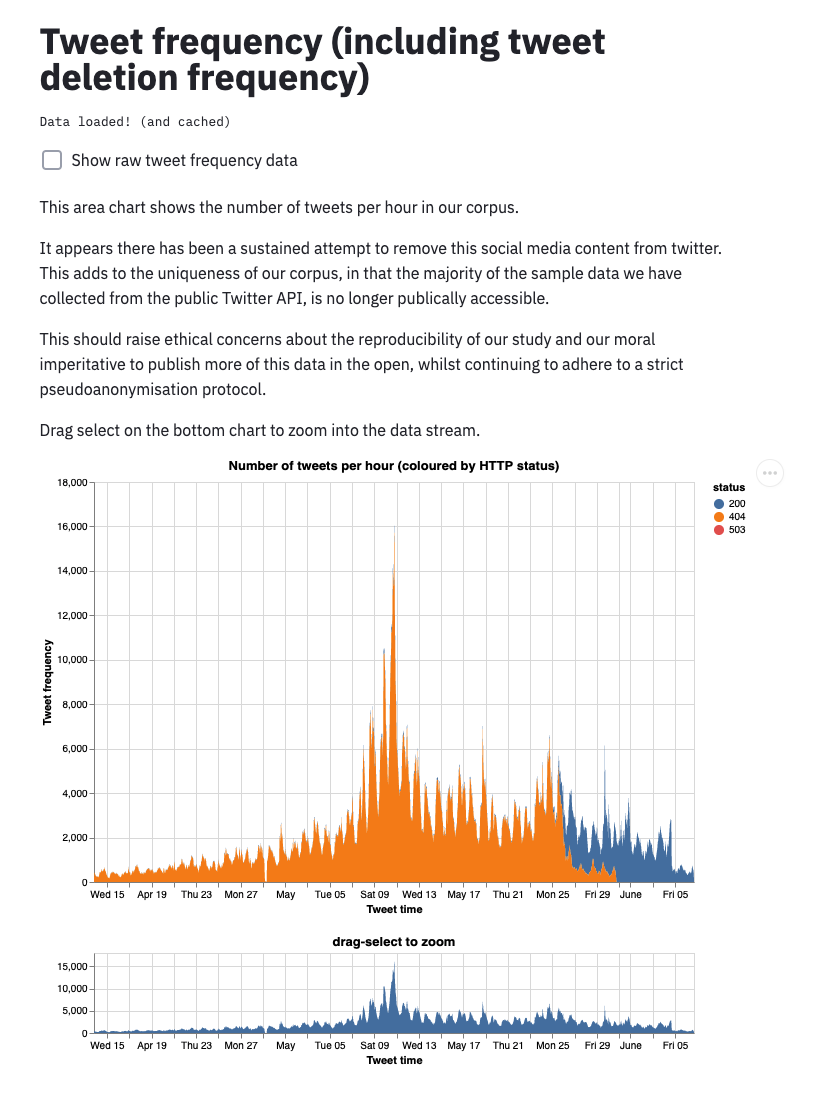 Tweet frequency (including tweet
deletion frequency)
Data loaded! (and cached)
Show raw tweet frequency data
This area chart shows the number of tweets per hour in our corpus.
It appears there has been a sustained attempt to remove this social media content from twitter.
This adds to the uniqueness of our corpus, in that the majority of the sample data we have
collected from the public Twitter API, is no longer publically accessible.
This should raise ethical concerns about the reproducibility of our study and our moral
imperitative to publish more of this data in the open, whilst continuing to adhere to a strict
pseudoanonymisation protocol.
Drag select on the bottom chart to zoom into the data stream.
Number of tweets per hour (coloured by HTTP status)
status
200
404
503
Tweet frequency
18,000
16,000
14,000
12,000
10,000
8,000
6,000
4,000
2,000
0
Wed 15 Apr 19 Thu 23 Mon 27 May Tue 05 Sat 09 Wed 13 May 17 Thu 21 Mon 25 Fri 29 June Fri 05
Tweet time
drag-select to zoom
15,000
10,000
5,000
0
Wed 15 Apr 19 Thu 23 Mon 27 May Tue 05 Sat 09 Wed 13 May 17 Thu 21 Mon 25 Fri 29 June Fri 05
Tweet time